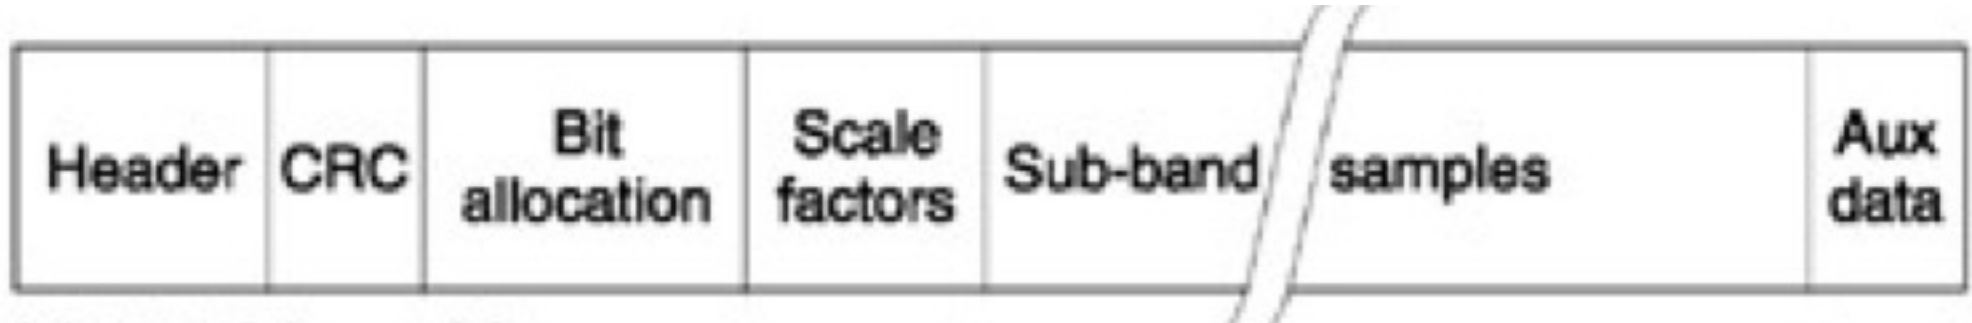 Header
CRC
Bit
allocation
Scale
factors
Sub-band samples
Aux
data